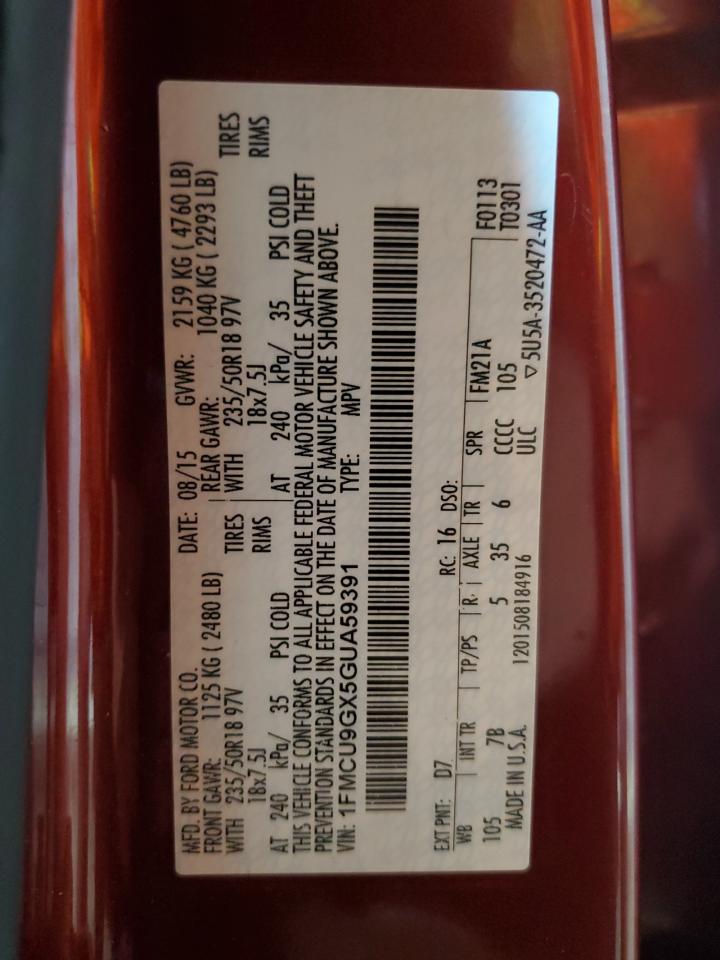 MFD. BY FORD MOTOR CO. DATE: 08/15 GVWR: 2159 KG ( 4760 LB)
FRONT GAWR: 1125 KG ( 2480 LB) REAR GAWR: 1040 KG ( 2293 LB)
WITH 235/50R18 97V TIRES WITH 235/50R18 97V TIRES
18x7.5J RIMS 18x7.5J RIMS
AT 240 kPa/ 35 PSI COLD AT 240 kPa/ 35 PSI COLD
THIS VEHICLE CONFORMS TO ALL APPLICABLE FEDERAL MOTOR VEHICLE SAFETY AND THEFT
PREVENTION STANDARDS IN EFFECT ON THE DATE OF MANUFACTURE SHOWN ABOVE.
VIN: 1FMCU9GX5GUA59391 TYPE: MPV
EXT PNT: D7 RC: 16 DSO:
WB INT TR TP/PS R. AXLE TR SPR FM21A F0113
105 7B 5 35 6 CCCC 105 T0301
MADE IN U.S.A. 1201508184916 ULC ▽5U5A-3520472-AA